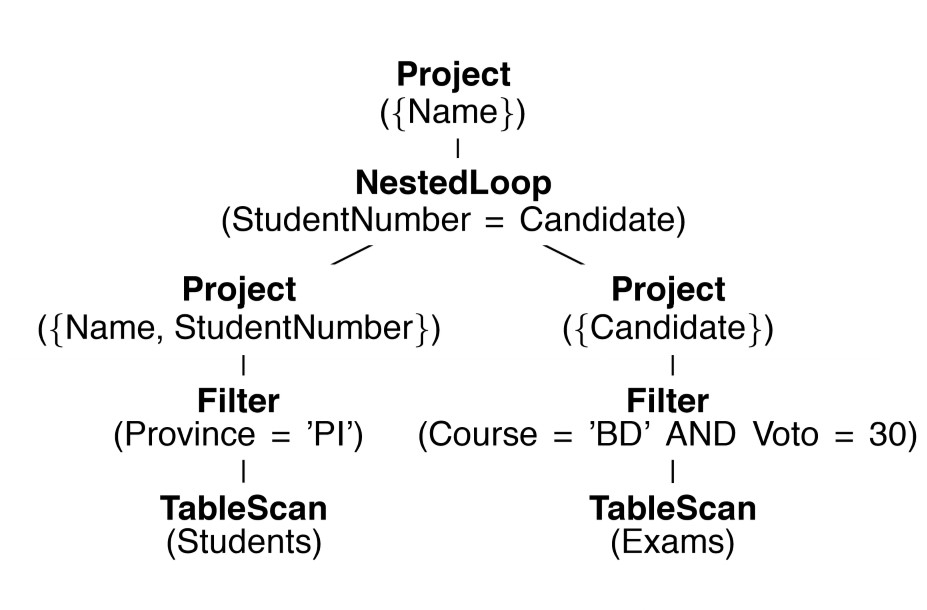 Project
({Name})
NestedLoop
(StudentNumber = Candidate)
Project
({Name, StudentNumber})
Filter
(Province = ’PI’)
TableScan
(Students)
Project
({Candidate})
Filter
(Course = ’BD’ AND Voto = 30)
TableScan
(Exams)